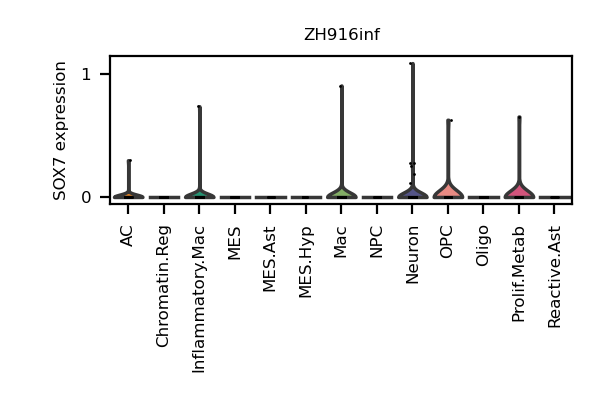 ZH916inf
SOX7 expression
1
0
AC
Chromatin.Reg
Inflammatory.Mac
MES
MES.Ast
MES.Hyp
Mac
NPC
Neuron
OPC
Oligo
Prolif.Metab
Reactive.Ast